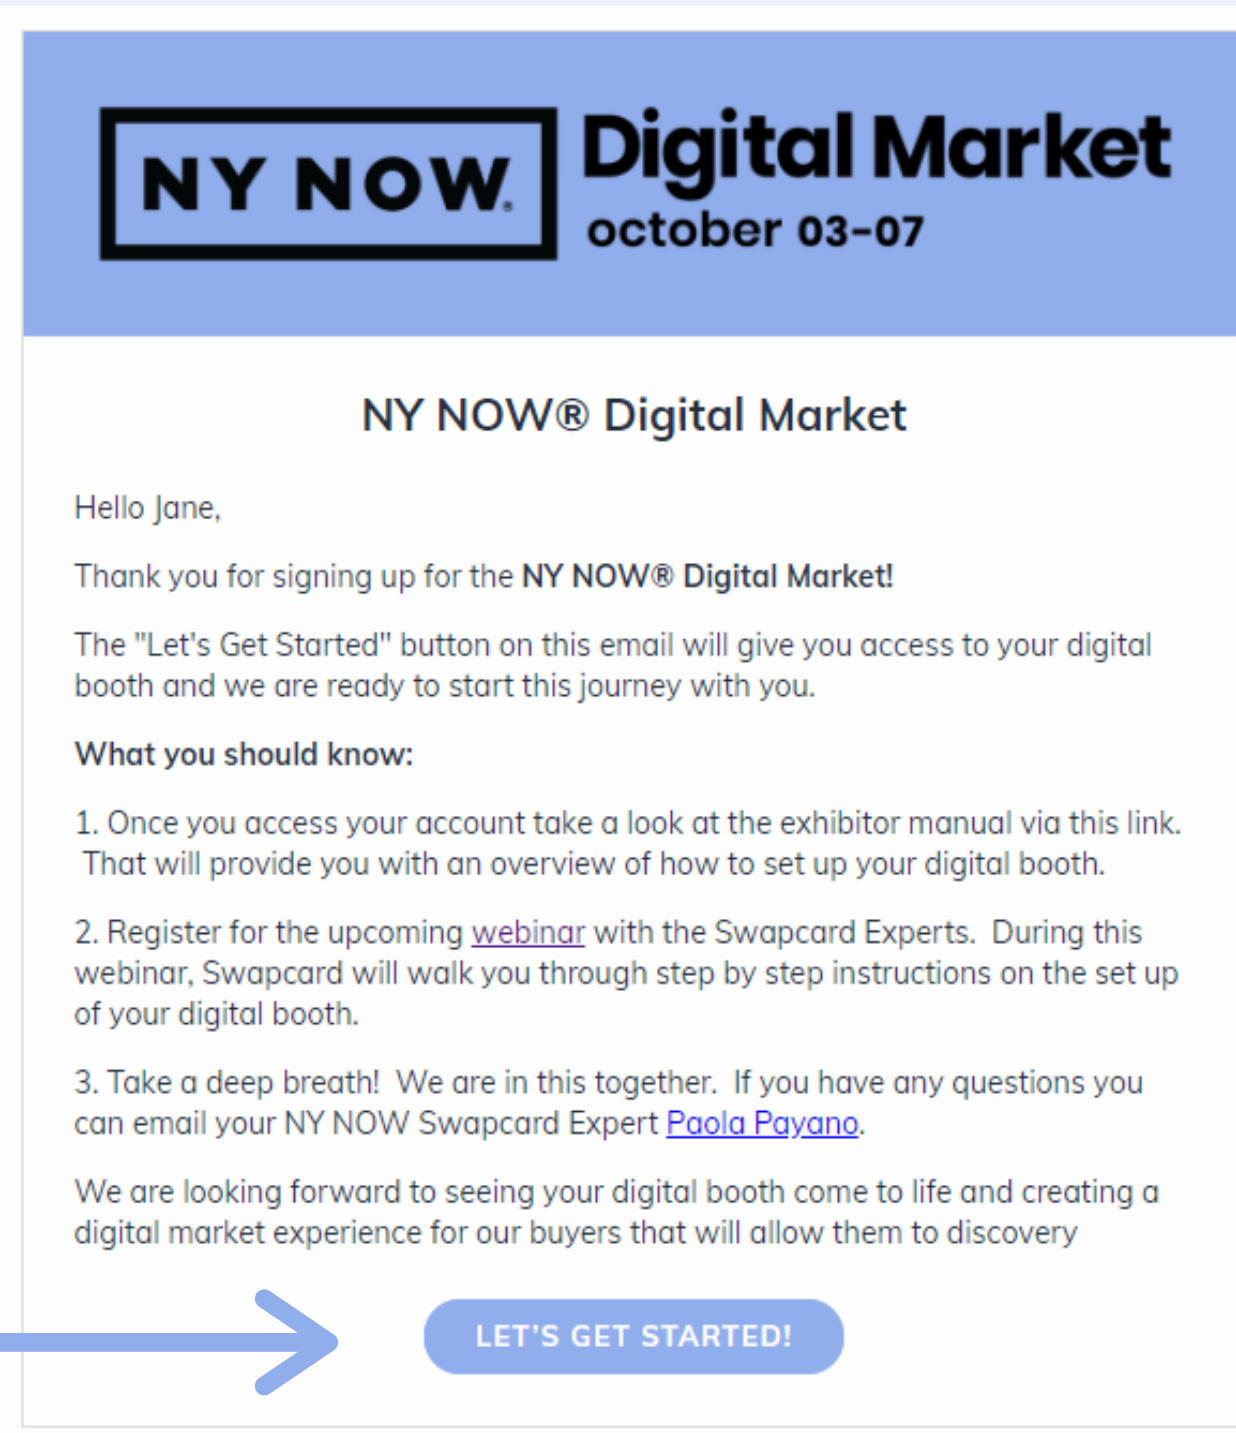 NY NOW®
Digital Market
october 03-07
NY NOW® Digital Market
Hello Jane,
Thank you for signing up for the NY NOW® Digital Market!
The "Let's Get Started" button on this email will give you access to your digital
booth and we are ready to start this journey with you.
What you should know:
1. Once you access your account take a look at the exhibitor manual via this link.
That will provide you with an overview of how to set up your digital booth.
2. Register for the upcoming webinar with the Swapcard Experts.  During this
webinar, Swapcard will walk you through step by step instructions on the set up
of your digital booth.
3. Take a deep breath!  We are in this together.  If you have any questions you
can email your NY NOW Swapcard Expert Paola Payano.
We are looking forward to seeing your digital booth come to life and creating a
digital market experience for our buyers that will allow them to discovery
LET'S GET STARTED!